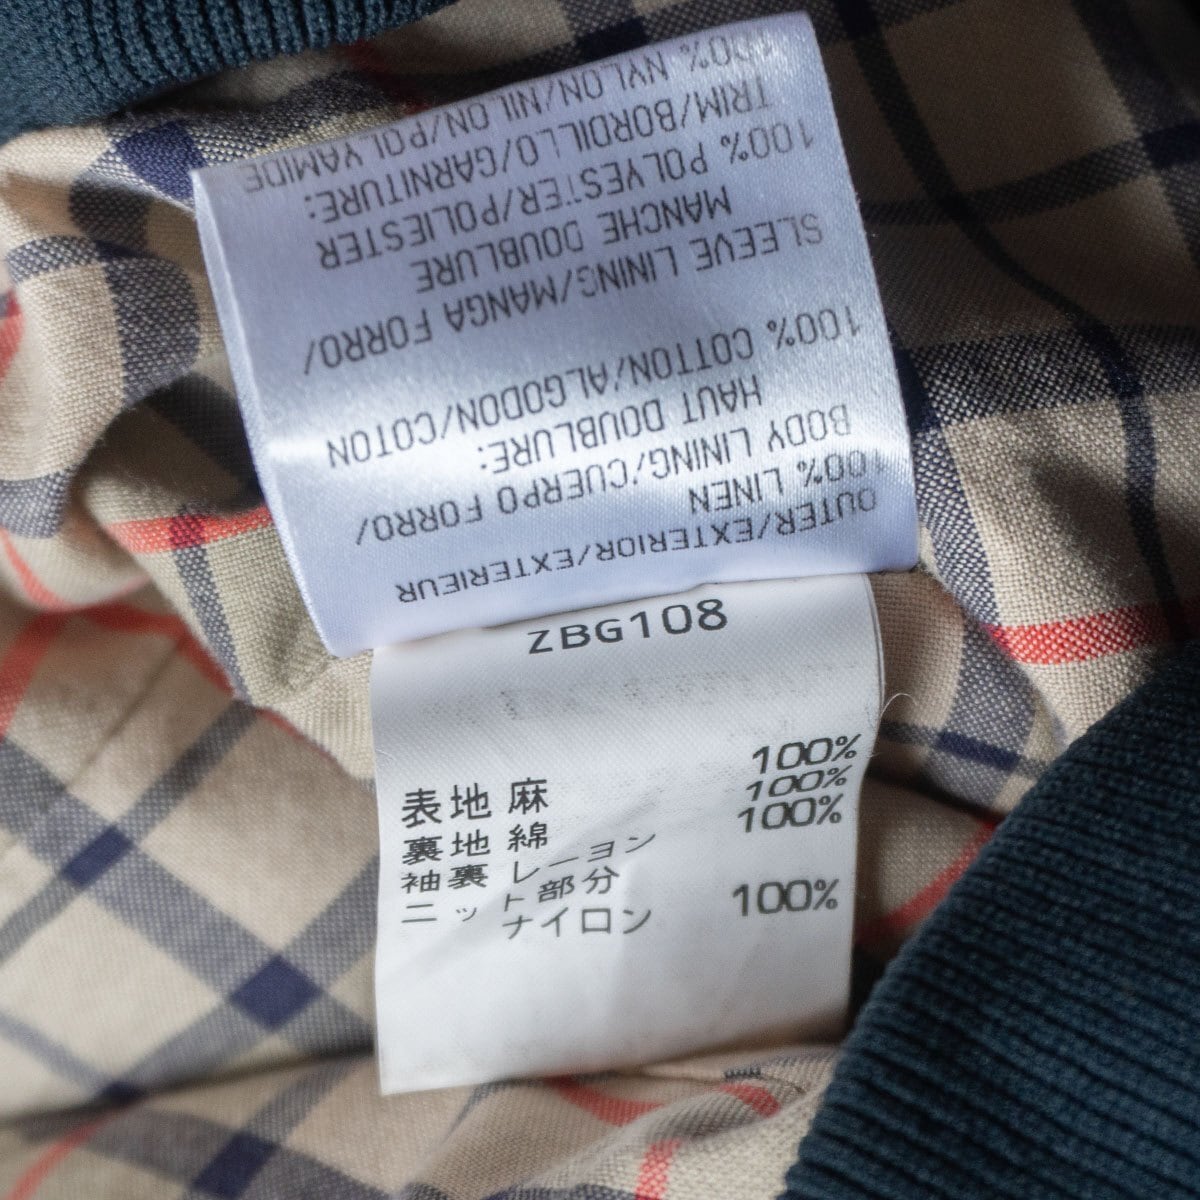 OUTER/EXTERIOR/EXTERIEUR
100% LINEN
BODY LINING/CUERPO FORRO/
HAUT DOUBLURE:
100% COTTON/ALGODON/COTON
SLEEVE LINING/MANGA FORRO/
MANCHE DOUBLURE
100% POLYESTER/POLIESTER
TRIM/BORDILLO/GARNITURE:
100% NYLON/NILON/POLYAMIDE
ZBG108
表地 麻 100%
裏地 綿 100%
袖裏 レーヨン 100%
ニット部分
ナイロン 100%